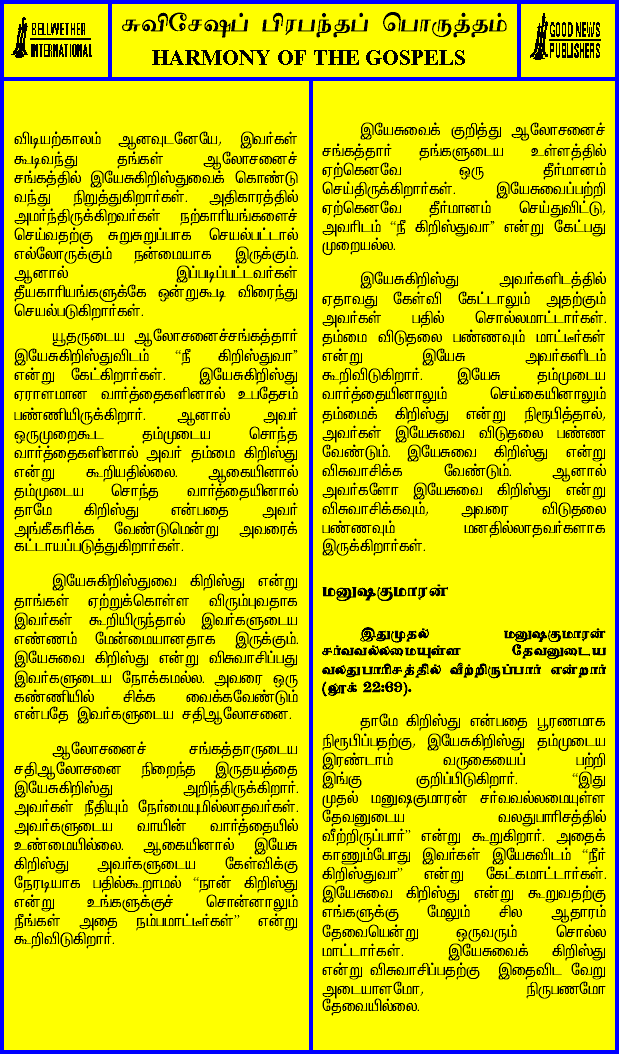 BELLWETHER
INTERNATIONAL
சுவிசேஷப் பிரபந்தப் பொருத்தம்
HARMONY OF THE GOSPELS
GOOD NEWS
PUBLISHERS
விடியற்காலம் ஆனவுடனேயே, இவர்கள்
கூடிவந்து தங்கள் ஆலோசனைச்
சங்கத்தில் இயேசுகிறிஸ்துவைக் கொண்டு
வந்து நிறுத்துகிறார்கள். அதிகாரத்தில்
அமர்ந்திருக்கிறவர்கள் நற்காரியங்களைச்
செய்வதற்கு சுறுசுறுப்பாக செயல்பட்டால்
எல்லோருக்கும் நன்மையாக இருக்கும்.
ஆனால் இப்படிப்பட்டவர்கள்
தீயகாரியங்களுக்கே ஒன்றுகூடி விரைந்து
செயல்படுகிறார்கள்.
யூதருடைய ஆலோசனைச்சங்கத்தார்
இயேசுகிறிஸ்துவிடம் “நீ கிறிஸ்துவா”
என்று கேட்கிறார்கள். இயேசுகிறிஸ்து
ஏராளமான வார்த்தைகளினால் உபதேசம்
பண்ணியிருக்கிறார். ஆனால் அவர்
ஒருமுறைகூட தம்முடைய சொந்த
வார்த்தைகளினால் அவர் தம்மை கிறிஸ்து
என்று கூறியதில்லை. ஆகையினால்
தம்முடைய சொந்த வார்த்தையினால்
தாமே கிறிஸ்து என்பதை அவர்
அங்கீகரிக்க வேண்டுமென்று அவரைக்
கட்டாயப்படுத்துகிறார்கள்.
இயேசுகிறிஸ்துவை கிறிஸ்து என்று
தாங்கள் ஏற்றுக்கொள்ள விரும்புவதாக
இவர்கள் கூறியிருந்தால் இவர்களுடைய
எண்ணம் மேன்மையானதாக இருக்கும்.
இயேசுவை கிறிஸ்து என்று விசுவாசிப்பது
இவர்களுடைய நோக்கமல்ல. அவரை ஒரு
கண்ணியில் சிக்க வைக்கவேண்டும்
என்பதே இவர்களுடைய சதிஆலோசனை.
ஆலோசனைச் சங்கத்தாருடைய
சதிஆலோசனை நிறைந்த இருதயத்தை
இயேசுகிறிஸ்து அறிந்திருக்கிறார்.
அவர்கள் நீதியும் நேர்மையுமில்லாதவர்கள்.
அவர்களுடைய வாயின் வார்த்தையில்
உண்மையில்லை. ஆகையினால் இயேசு
கிறிஸ்து அவர்களுடைய கேள்விக்கு
நேரடியாக பதில்கூறாமல் “நான் கிறிஸ்து
என்று உங்களுக்குச் சொன்னாலும்
நீங்கள் அதை நம்பமாட்டீர்கள்” என்று
கூறிவிடுகிறார்.
இயேசுவைக் குறித்து ஆலோசனைச்
சங்கத்தார் தங்களுடைய உள்ளத்தில்
ஏற்கெனவே ஒரு தீர்மானம்
செய்திருக்கிறார்கள். இயேசுவைப்பற்றி
ஏற்கெனவே தீர்மானம் செய்துவிட்டு,
அவரிடம் “நீ கிறிஸ்துவா” என்று கேட்பது
முறையல்ல.
இயேசுகிறிஸ்து அவர்களிடத்தில்
ஏதாவது கேள்வி கேட்டாலும் அதற்கும்
அவர்கள் பதில் சொல்லமாட்டார்கள்.
தம்மை விடுதலை பண்ணவும் மாட்டீர்கள்
என்று இயேசு அவர்களிடம்
கூறிவிடுகிறார். இயேசு தம்முடைய
வார்த்தையினாலும் செய்கையினாலும்
தம்மைக் கிறிஸ்து என்று நிரூபித்தால்,
அவர்கள் இயேசுவை விடுதலை பண்ண
வேண்டும். இயேசுவை கிறிஸ்து என்று
விசுவாசிக்க வேண்டும். ஆனால்
அவர்களோ இயேசுவை கிறிஸ்து என்று
விசுவாசிக்கவும், அவரை விடுதலை
பண்ணவும் மனதில்லாதவர்களாக
இருக்கிறார்கள்.
மனுஷகுமாரன்
இதுமுதல் மனுஷகுமாரன்
சர்வவல்லமையுள்ள தேவனுடைய
வலதுபாரிசத்தில் வீற்றிருப்பார் என்றார்
(லூக் 22:69).
தாமே கிறிஸ்து என்பதை பூரணமாக
நிரூபிப்பதற்கு, இயேசுகிறிஸ்து தம்முடைய
இரண்டாம் வருகையைப் பற்றி
இங்கு குறிப்பிடுகிறார். “இது
முதல் மனுஷகுமாரன் சர்வவல்லமையுள்ள
தேவனுடைய வலதுபாரிசத்தில்
வீற்றிருப்பார்” என்று கூறுகிறார். அதைக்
காணும்போது இவர்கள் இயேசுவிடம் “நீர்
கிறிஸ்துவா” என்று கேட்கமாட்டார்கள்.
இயேசுவை கிறிஸ்து என்று கூறுவதற்கு
எங்களுக்கு மேலும் சில ஆதாரம்
தேவையென்று ஒருவரும் சொல்ல
மாட்டார்கள். இயேசுவைக் கிறிஸ்து
என்று விசுவாசிப்பதற்கு இதைவிட வேறு
அடையாளமோ, நிருபணமோ
தேவையில்லை.